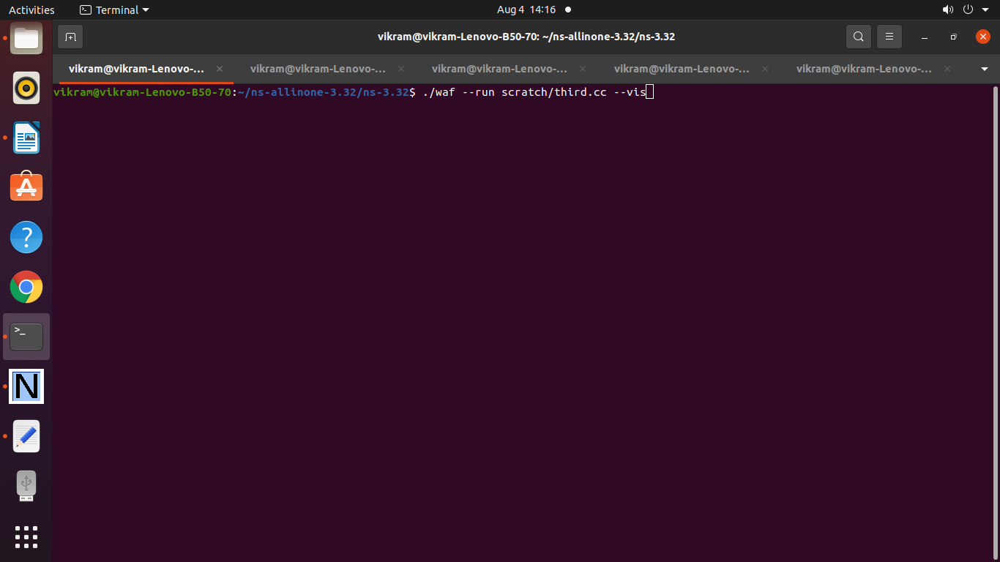 Activities Terminal Aug 4 14:16
vikram@vikram-Lenovo-B50-70: ~/ns-allinone-3.32/ns-3.32
vikram@vikram-Lenovo-... vikram@vikram-Lenovo-... vikram@vikram-Lenovo-... vikram@vikram-Lenovo-... vikram@vikram-Lenovo-...
vikram@vikram-Lenovo-B50-70:~/ns-allinone-3.32/ns-3.32$ ./waf --run scratch/third.cc --vis